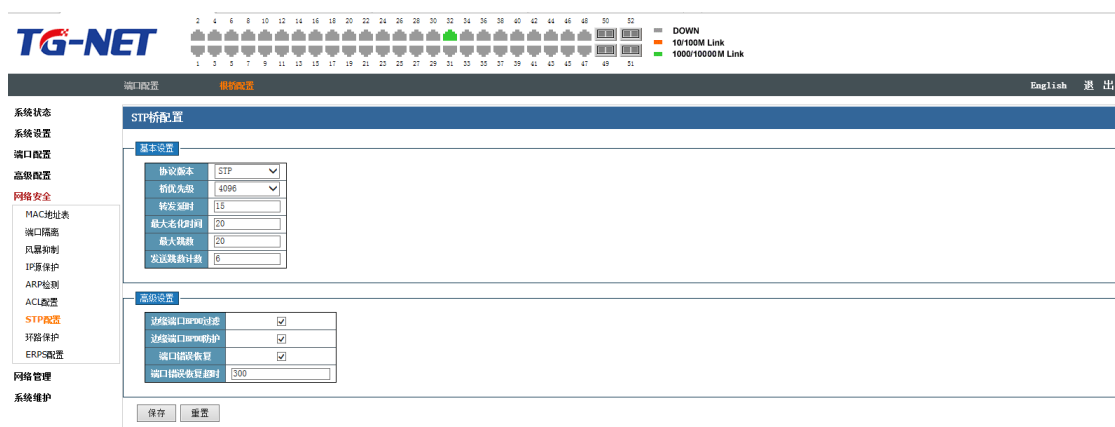 2 4 6 8 10 12 14 16 18 20 22 24 26 28 30 32 34 36 38 40 42 44 46 48 50 52
TG-NET
DOWN
10/100M Link
1000/10000M Link
1 3 5 7 9 11 13 15 17 19 21 23 25 27 29 31 33 35 37 39 41 43 45 47 49 51
端口配置 根桥配置 English 退 出
系统状态
系统设置
端口配置
高级配置
网络安全
MAC地址表
端口隔离
风暴抑制
IP源保护
ARP检测
ACL配置
STP配置
环路保护
ERPS配置
网络管理
系统维护
STP桥配置
基本设置
协议版本 STP
桥优先级 4096
转发延时 15
最大老化时间 20
最大跳数 20
发送跳数计数 6
高级设置
边缘端口BPDU过滤
边缘端口BPDU防护
端口错误恢复
端口错误恢复超时 300
保存 重置